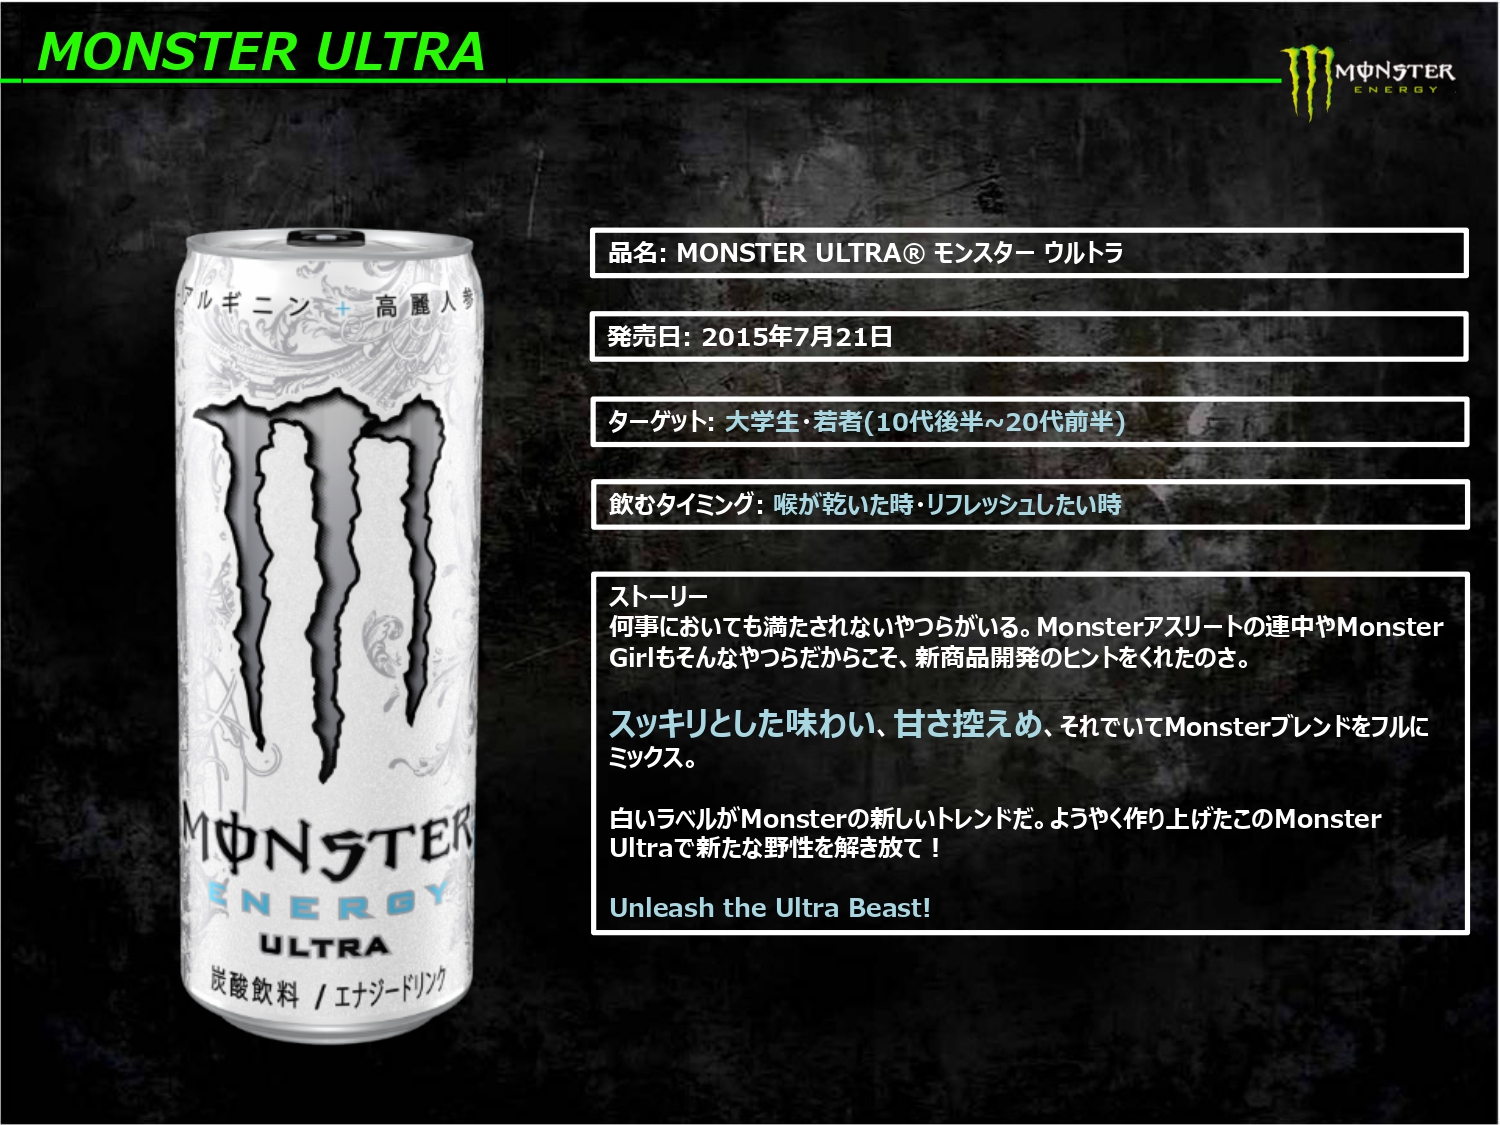 MONSTER ULTRA
MONSTER
ENERGY
品名: MONSTER ULTRA® モンスター ウルトラ
発売日: 2015年7月21日
ターゲット: 大学生･若者(10代後半~20代前半)
飲むタイミング: 喉が乾いた時･リフレッシュしたい時
ストーリー
何事においても満たされないやつらがいる。Monsterアスリートの連中やMonster
Girlもそんなやつらだからこそ、新商品開発のヒントをくれたのさ。
スッキリとした味わい、甘さ控えめ、それでいてMonsterブレンドをフルに
ミックス。
白いラベルがMonsterの新しいトレンドだ。ようやく作り上げたこのMonster
Ultraで新たな野性を解き放て！
Unleash the Ultra Beast!
アルギニン + 高麗人参
MONSTER
ENERGY
ULTRA
炭酸飲料 / エナジードリンク